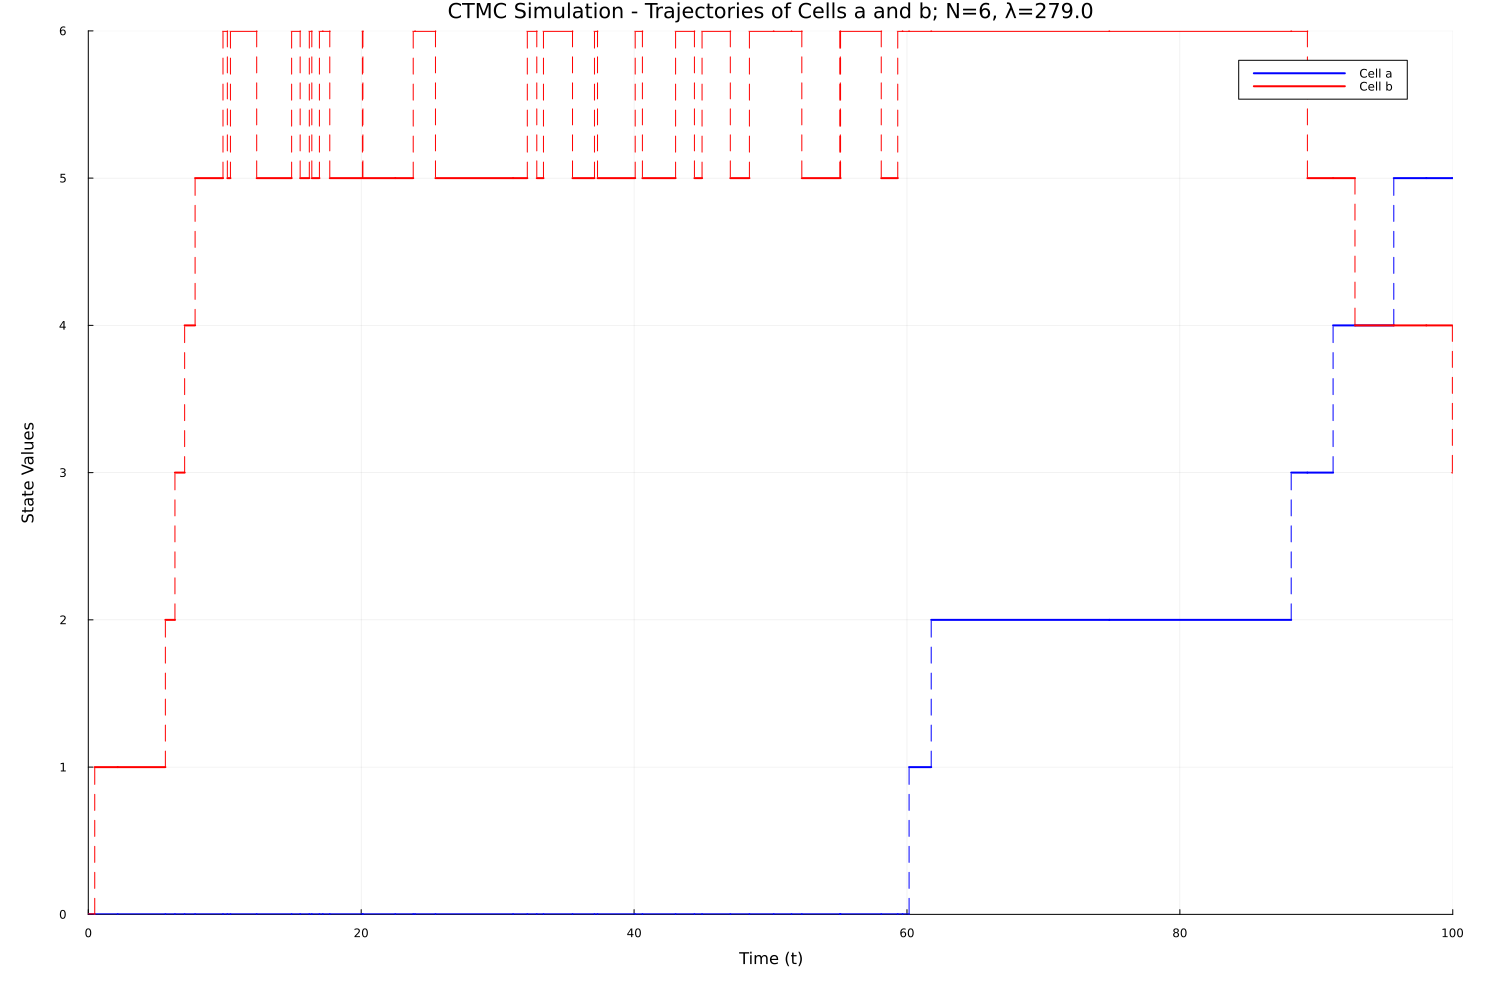 CTMC Simulation - Trajectories of Cells a and b; N=6, λ=279.0
6
5
4
3
2
1
0
State Values
Cell a
Cell b
0 20 40 60 80 100
Time (t)